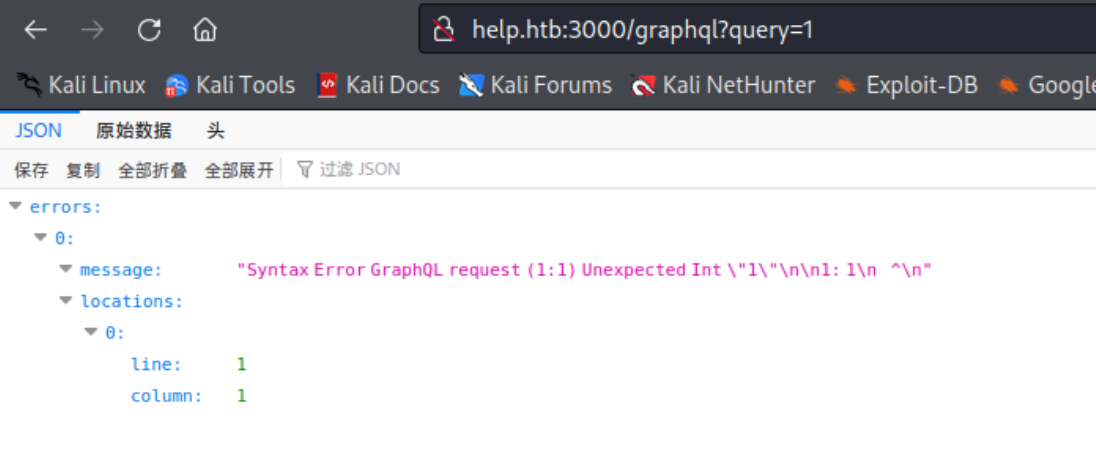 help.htb:3000/graphql?query=1
Kali Linux Kali Tools Kali Docs Kali Forums Kali NetHunter Exploit-DB Google
JSON 原始数据 头
保存 复制 全部折叠 全部展开 过滤 JSON
errors:
0:
message: "Syntax Error GraphQL request (1:1) Unexpected Int \"1\"\n\n1: 1\n ^\n"
locations:
0:
line: 1
column: 1